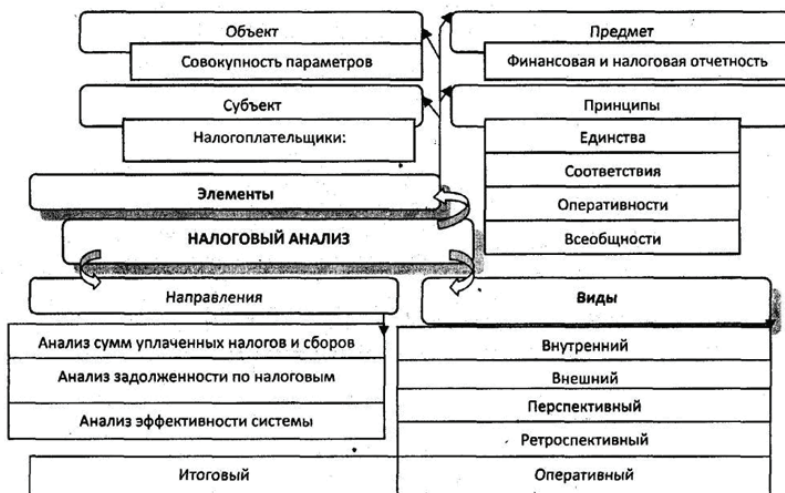 Объект
Предмет
Совокупность параметров
Финансовая и налоговая отчетность
Субъект
Принципы
Налогоплательщики:
Единства
Соответствия
Элементы
Оперативности
НАЛОГОВЫЙ АНАЛИЗ
Всеобщности
Направления
Виды
Анализ сумм уплаченных налогов и сборов
Внутренний
Анализ задолженности по налоговым
Внешний
Перспективный
Анализ эффективности системы
Ретроспективный
Итоговый
Оперативный